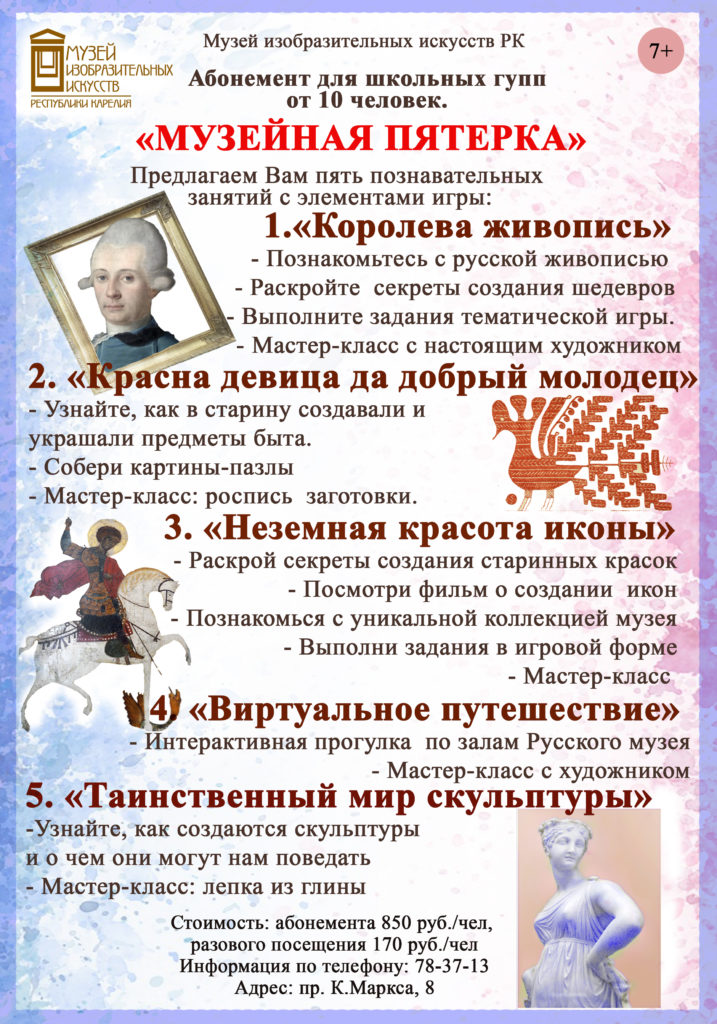 МУЗЕЙ
ИЗОБРАЗИТЕЛЬНЫХ
ИСКУССТВ
РЕСПУБЛИКИ КАРЕЛИЯ
Музей изобразительных искусств РК
7+
Абонемент для школьных гупп
от 10 человек.
«МУЗЕЙНАЯ ПЯТЕРКА»
Предлагаем Вам пять познавательных
занятий с элементами игры:
1.«Королева живопись»
- Познакомьтесь с русской живописью
- Раскройте секреты создания шедевров
- Выполните задания тематической игры.
- Мастер-класс с настоящим художником
2. «Красна девица да добрый молодец»
- Узнайте, как в старину создавали и
украшали предметы быта.
- Собери картины-пазлы
- Мастер-класс: роспись заготовки.
3. «Неземная красота иконы»
- Раскрой секреты создания старинных красок
- Посмотри фильм о создании икон
- Познакомься с уникальной коллекцией музея
- Выполни задания в игровой форме
- Мастер-класс
4. «Виртуальное путешествие»
- Интерактивная прогулка по залам Русского музея
- Мастер-класс с художником
5. «Таинственный мир скульптуры»
-Узнайте, как создаются скульптуры
и о чем они могут нам поведать
- Мастер-класс: лепка из глины
Стоимость: абонемента 850 руб./чел,
разового посещения 170 руб./чел
Информация по телефону: 78-37-13
Адрес: пр. К.Маркса, 8